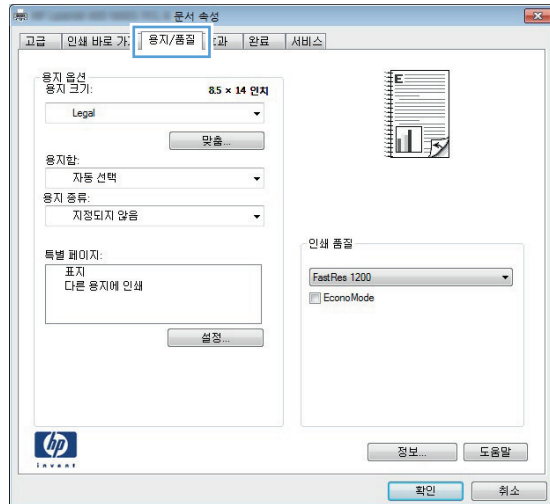 문서 속성
고급 인쇄 바로 가 용지/품질 효과 완료 서비스
용지 옵션
용지 크기: 8.5 × 14 인치
Legal
맞춤...
용지함:
자동 선택
용지 종류:
지정되지 않음
특별 페이지:
표지
다른 용지에 인쇄
설정...
E
인쇄 품질
FastRes 1200
EconoMode
hp
invent
정보... 도움말
확인 취소